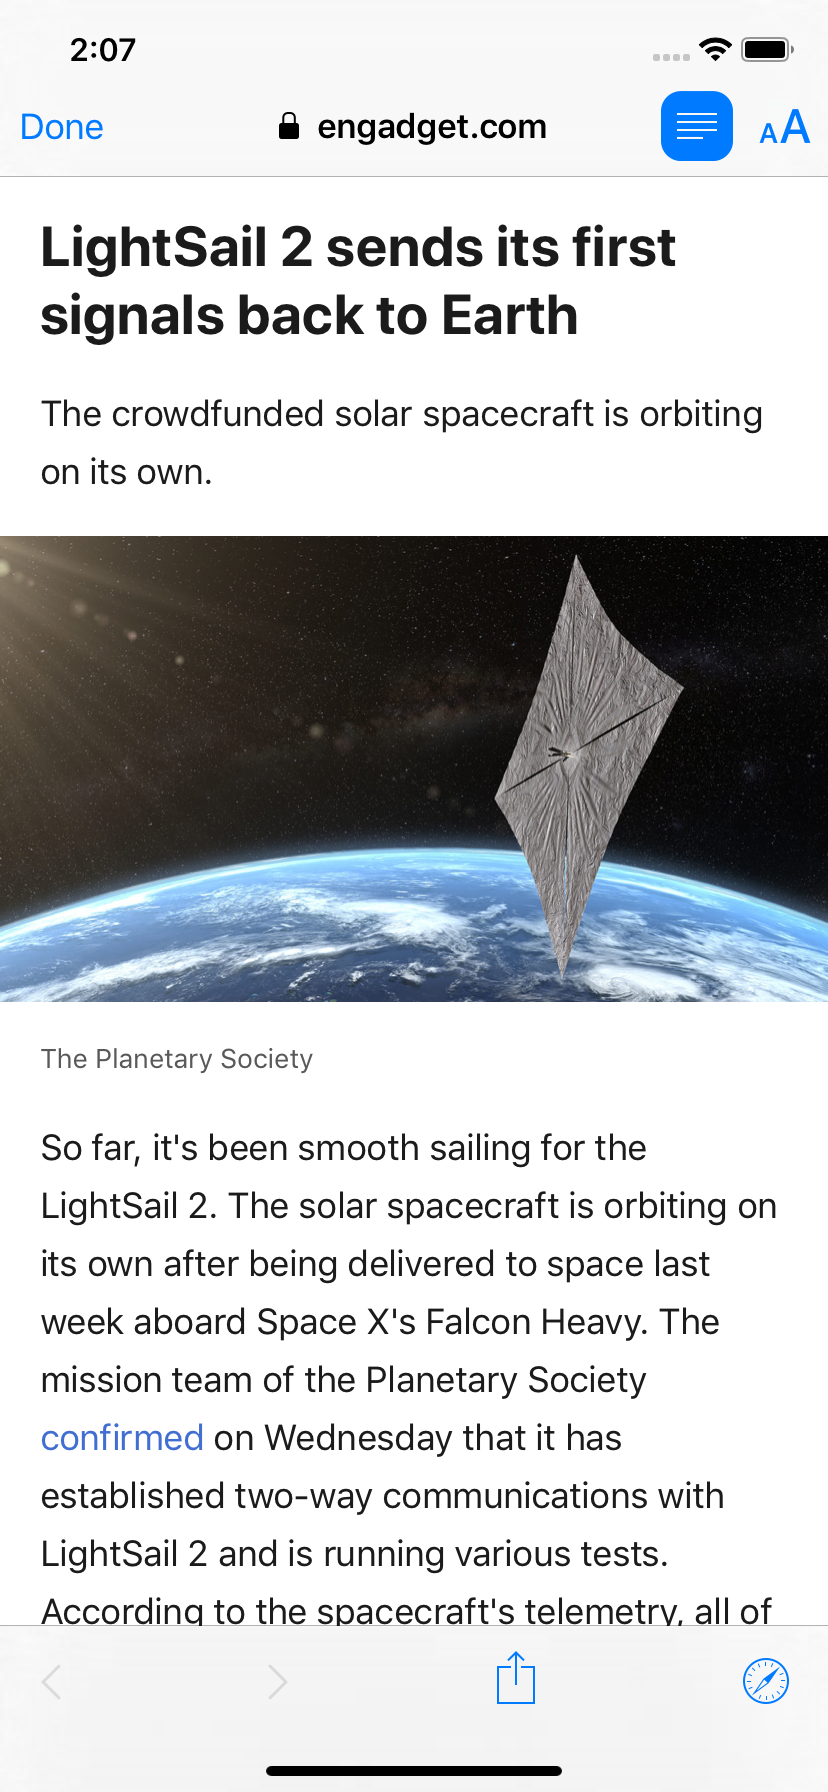 2:07
Done
engadget.com
AA
LightSail 2 sends its first
signals back to Earth
The crowdfunded solar spacecraft is orbiting
on its own.
The Planetary Society
So far, it's been smooth sailing for the
LightSail 2. The solar spacecraft is orbiting on
its own after being delivered to space last
week aboard Space X's Falcon Heavy. The
mission team of the Planetary Society
confirmed on Wednesday that it has
established two-way communications with
LightSail 2 and is running various tests.
According to the spacecraft's telemetry, all of